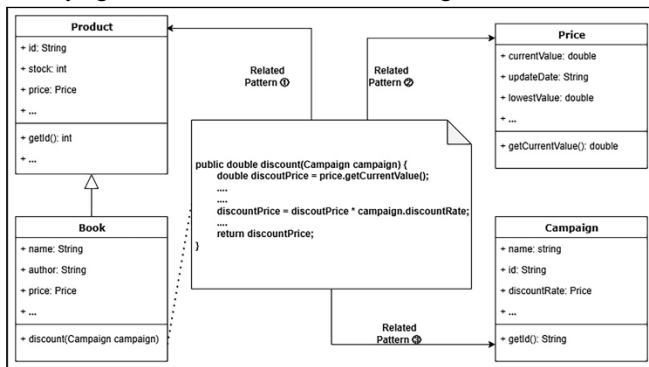 Product
+ id: String
+ stock: int
+ price: Price
+ ...
+ getId(): int
+ ...
Related
Pattern ①
Related
Pattern ②
Price
+ currentValue: double
+ updateDate: String
+ lowestValue: double
+ ...
+ getCurrentValue(): double
public double discount(Campaign campaign) {
double discoutPrice = price.getCurrentValue();
....
....
discountPrice = discoutPrice * campaign.discountRate;
....
return discountPrice;
}
Book
+ name: String
+ author: String
+ price: Price
+ ...
+ discount(Campaign campaign)
Related
Pattern ③
Campaign
+ name: string
+ id: String
+ discountRate: Price
+ ...
+ getId(): String